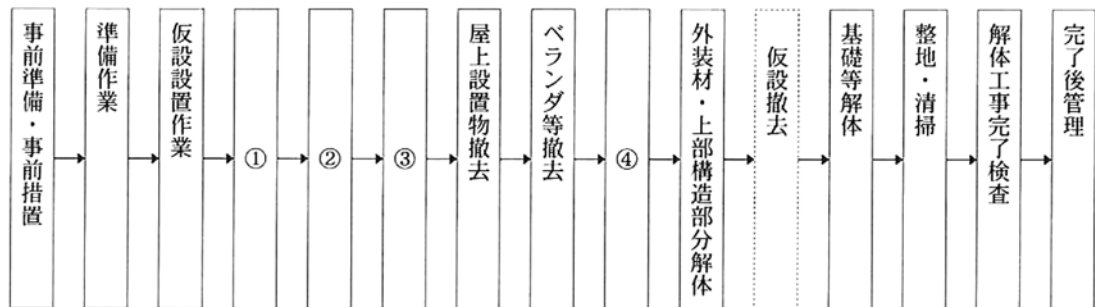 事前準備・事前措置
準備作業
仮設設置作業
①
②
③
屋上設置物撤去
ベランダ等撤去
④
外装材・上部構造部分解体
仮設撤去
基礎等解体
整地・清掃
解体工事完了検査
完了後管理